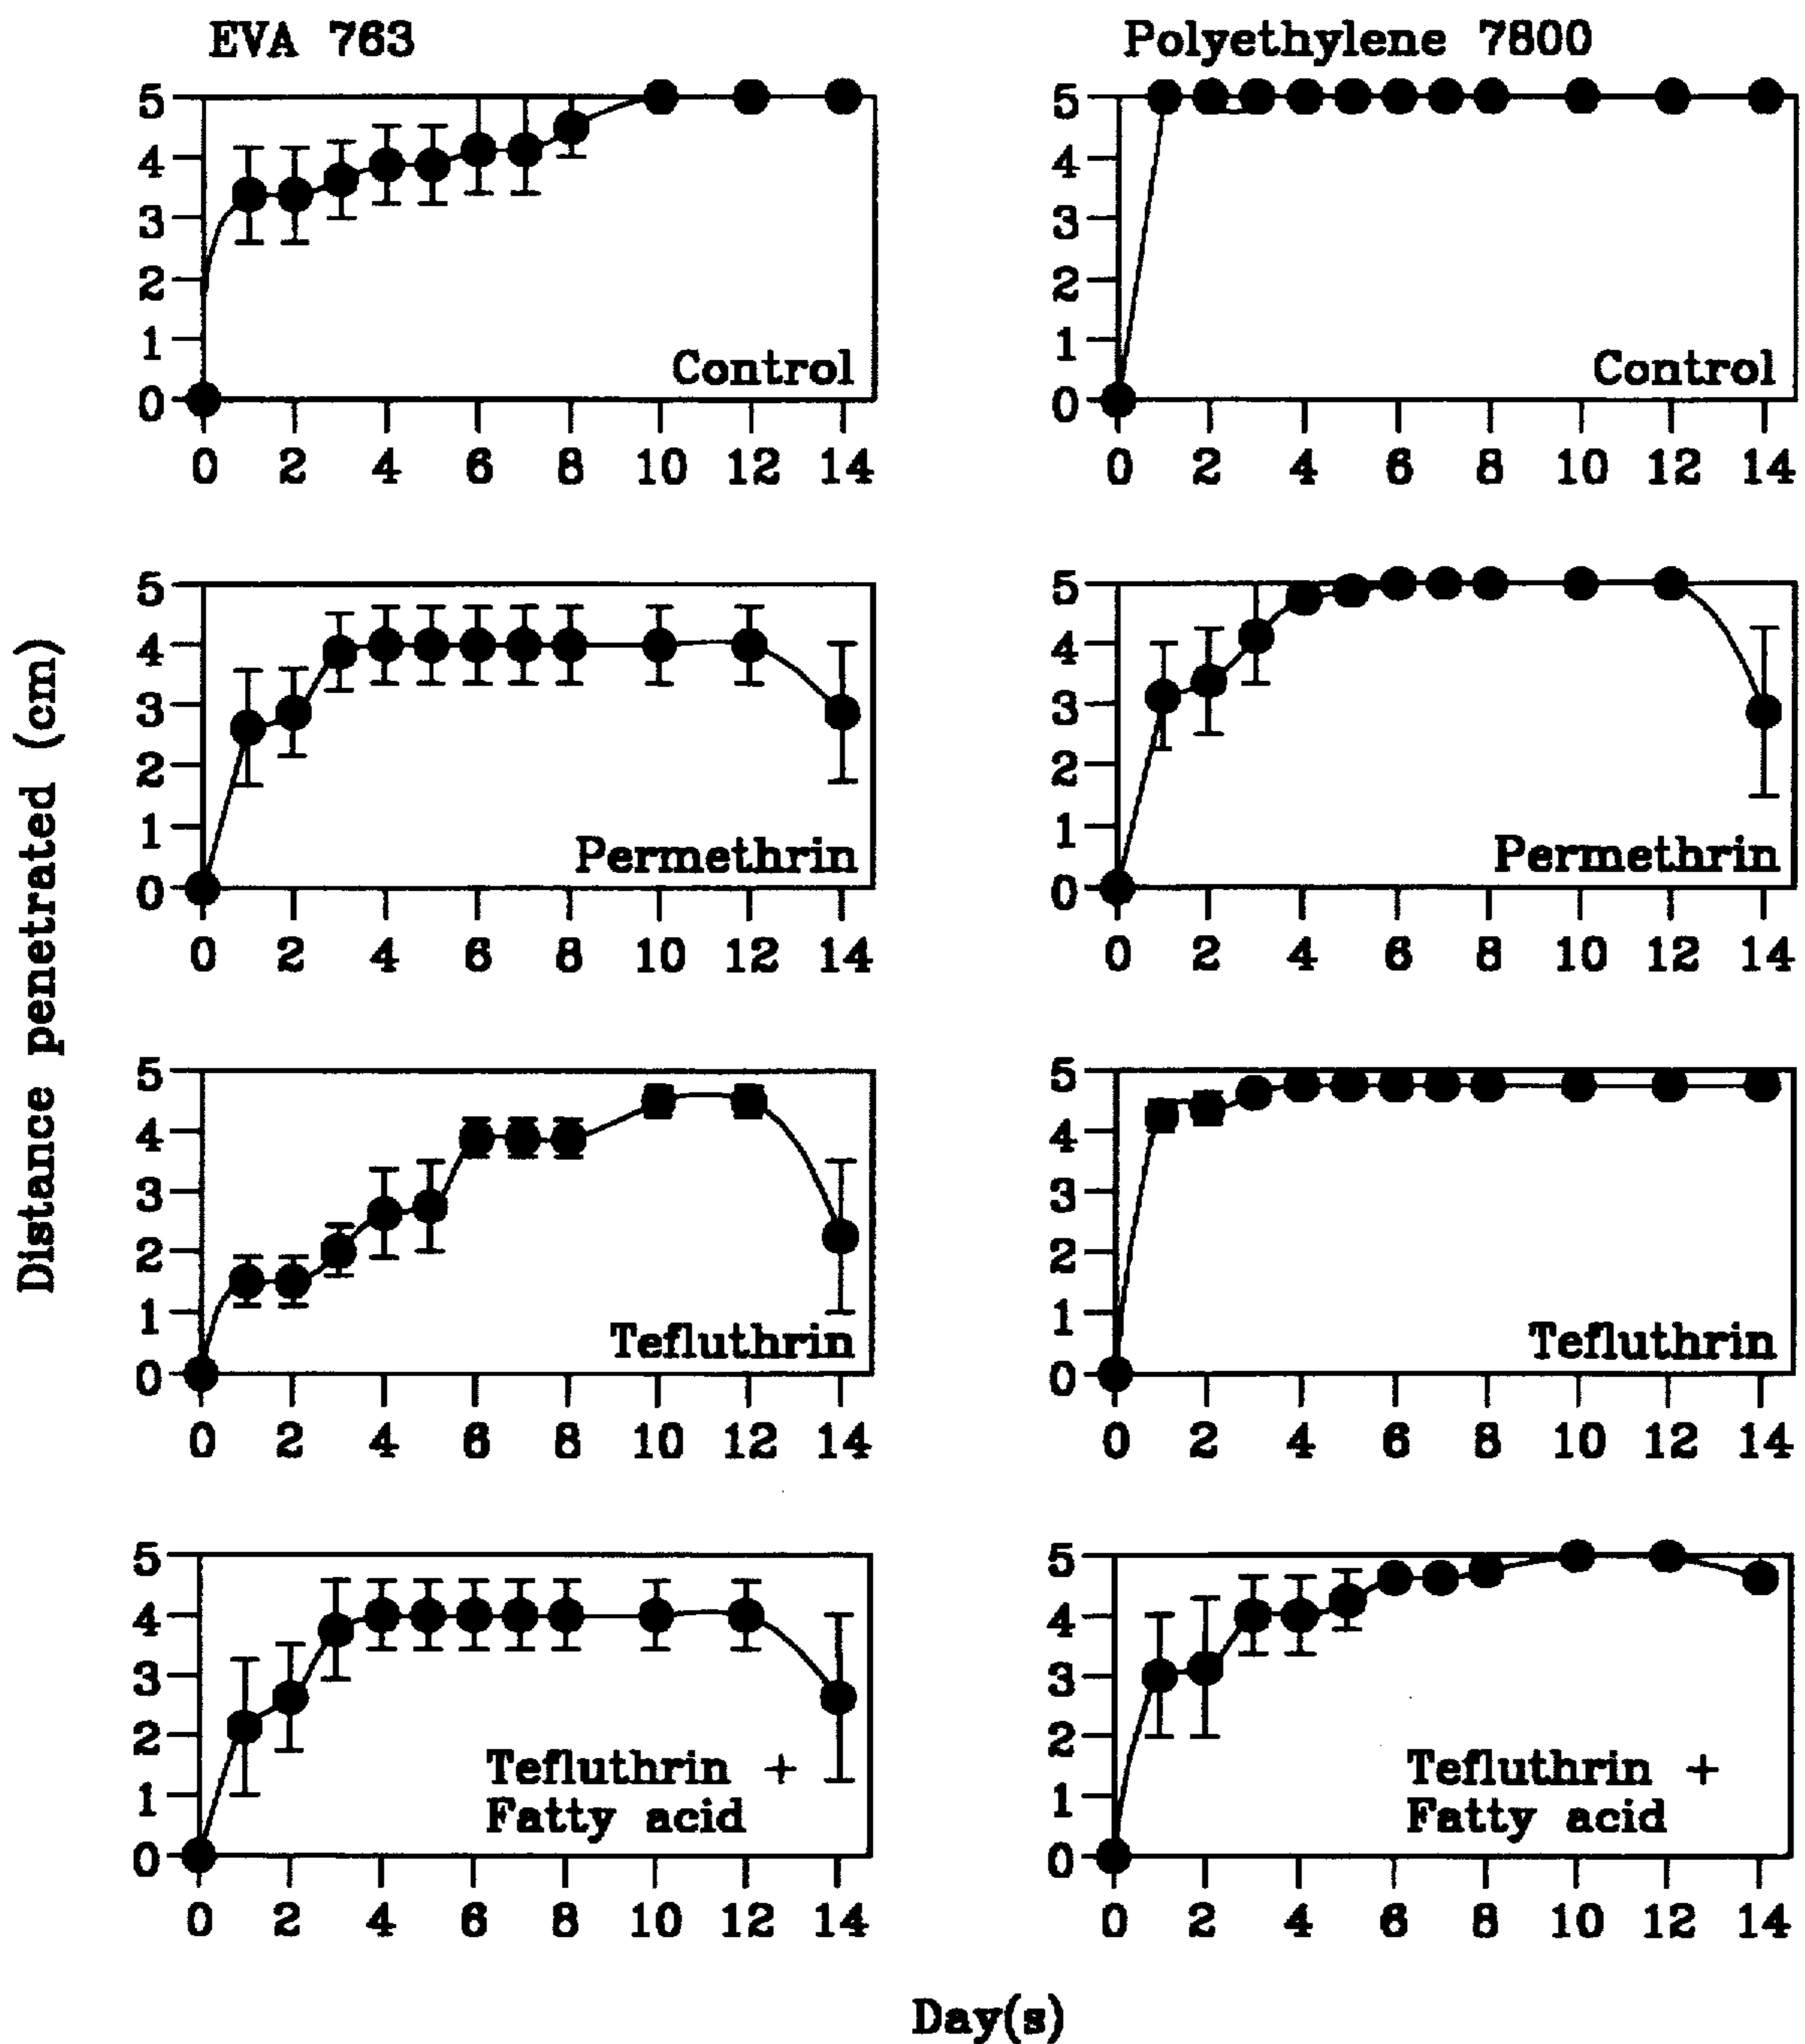 EVA 763
Polyethylene 7800
5
4
3
2
1
0
Control
0 2 4 6 8 10 12 14
5
4
3
2
1
0
Control
0 2 4 6 8 10 12 14
Distance penetrated (cm)
5
4
3
2
1
0
Permethrin
0 2 4 6 8 10 12 14
5
4
3
2
1
0
Permethrin
0 2 4 6 8 10 12 14
5
4
3
2
1
0
Tefluthrin
0 2 4 6 8 10 12 14
5
4
3
2
1
0
Tefluthrin
0 2 4 6 8 10 12 14
5
4
3
2
1
0
Tefluthrin +
Fatty acid
0 2 4 6 8 10 12 14
5
4
3
2
1
0
Tefluthrin +
Fatty acid
0 2 4 6 8 10 12 14
Day(s)